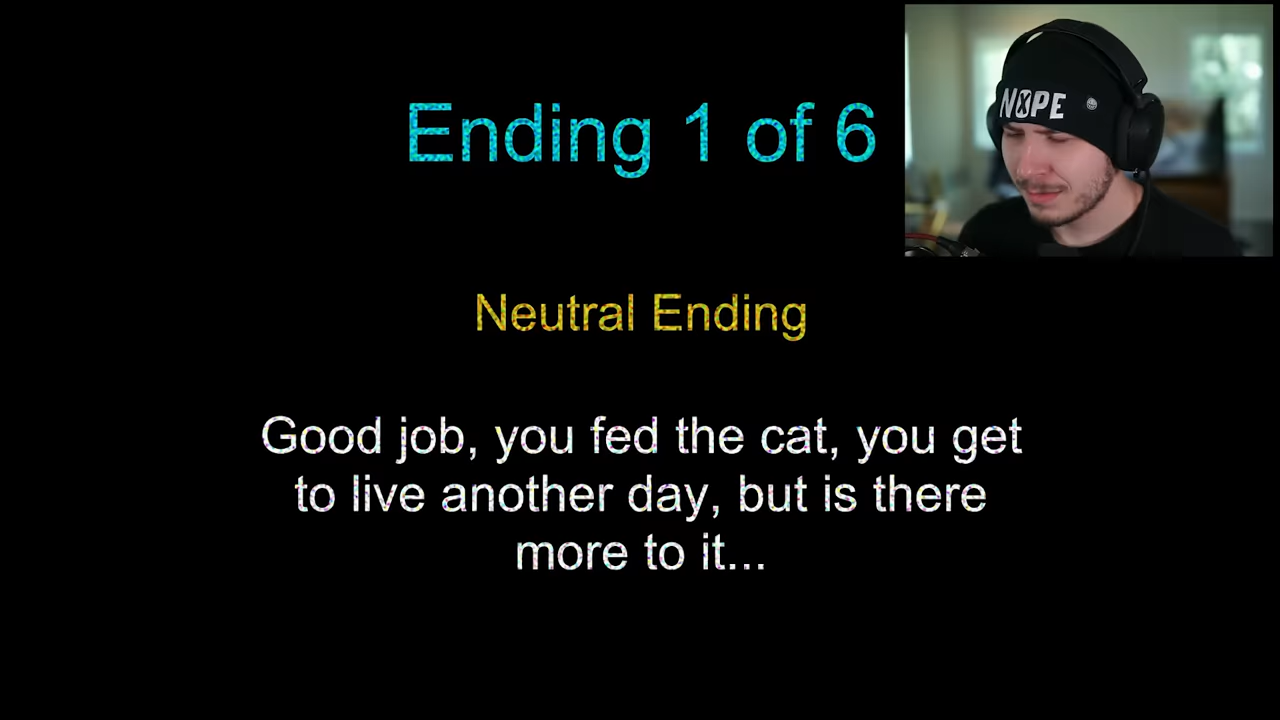 Ending 1 of 6
NOPE
Neutral Ending
Good job, you fed the cat, you get
to live another day, but is there
more to it...